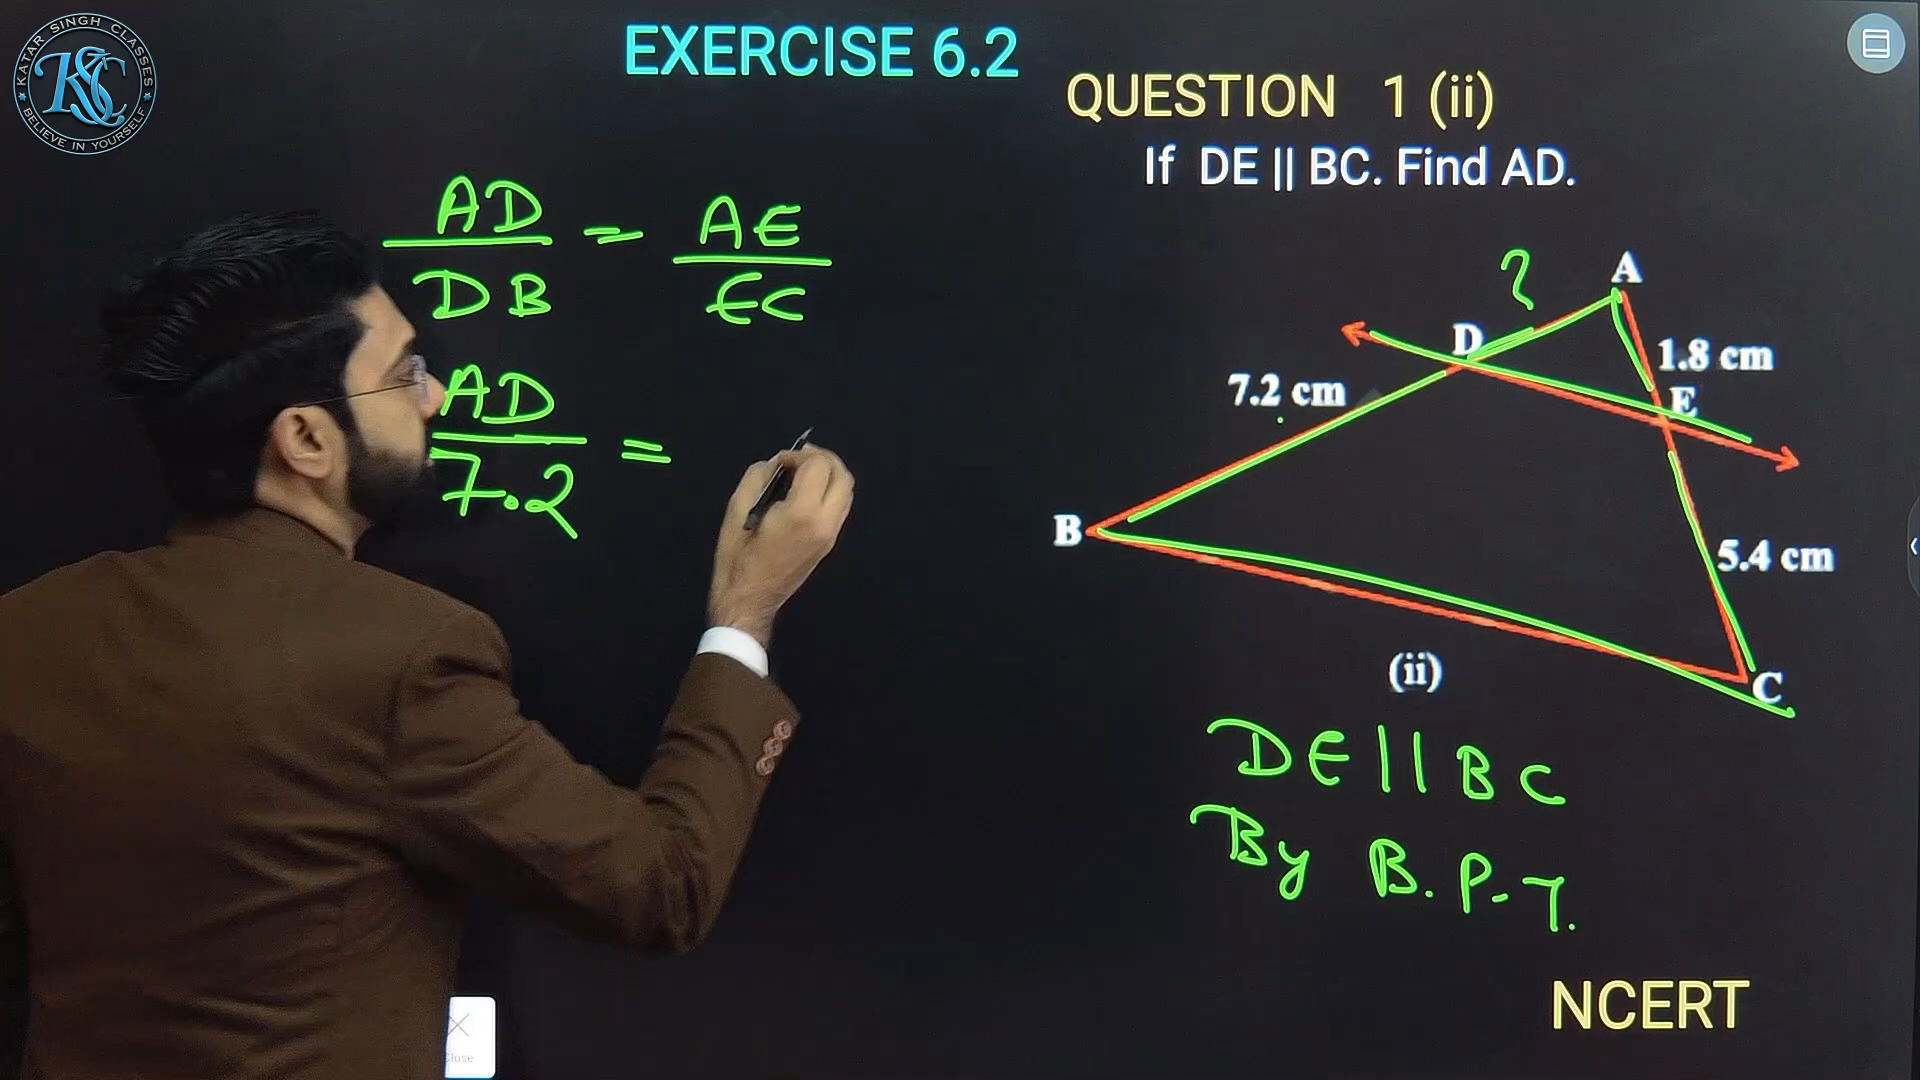 KATAR SINGH CLASSES
KSC
★ BELIEVE IN YOURSELF ★
EXERCISE 6.2
QUESTION 1 (ii)
If DE || BC. Find AD.
AD = AE
DB EC
AD =
7.2
?
A
D
1.8 cm
7.2 cm
E
B
5.4 cm
(ii)
C
DE||BC
By B.P.T.
NCERT
Close